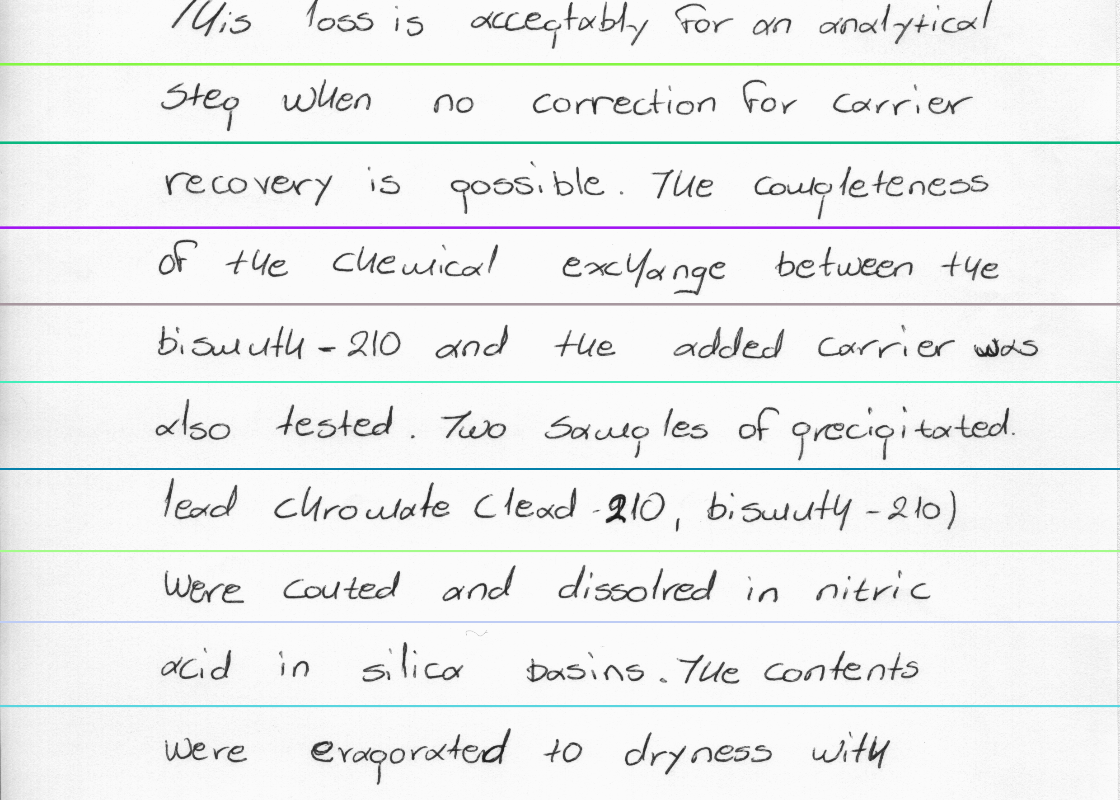 This loss is acceptably for an analytical
step when no correction for carrier
recovery is possible. The completeness
of the chemical exchange between the
bismuth-210 and the added carrier was
also tested. Two samples of precipitated.
lead chromate (lead-210, bismuth-210)
were couted and dissolved in nitric
acid in silica basins. The contents
were evaporated to dryness with